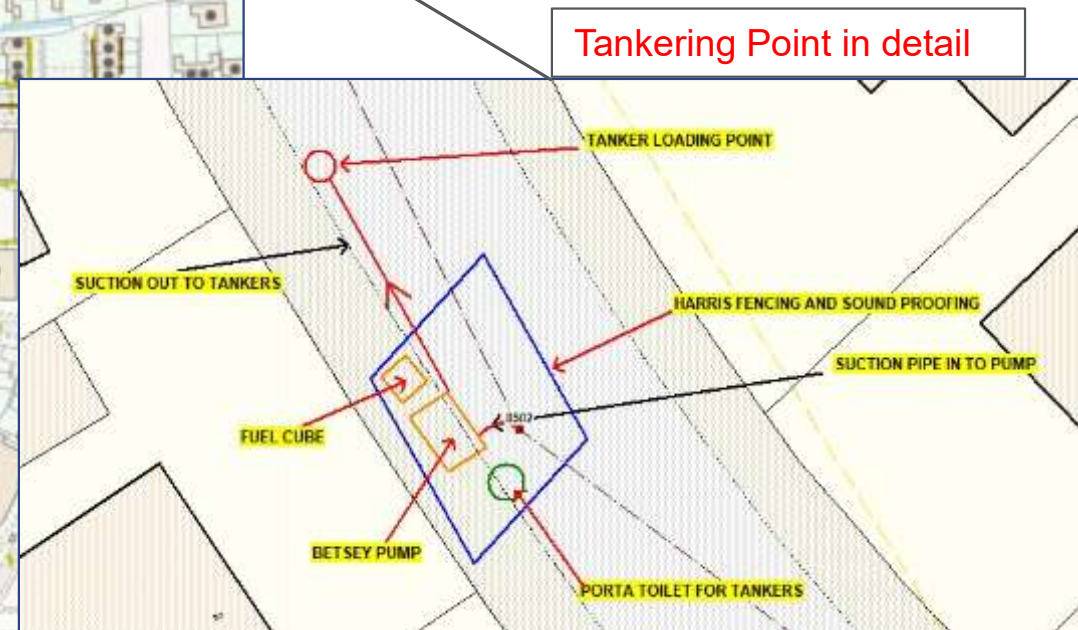 Tankering Point in detail
TANKER LOADING POINT
SUCTION OUT TO TANKERS
HARRIS FENCING AND SOUND PROOFING
SUCTION PIPE IN TO PUMP
FUEL CUBE
BETSEY PUMP
PORTA TOILET FOR TANKERS